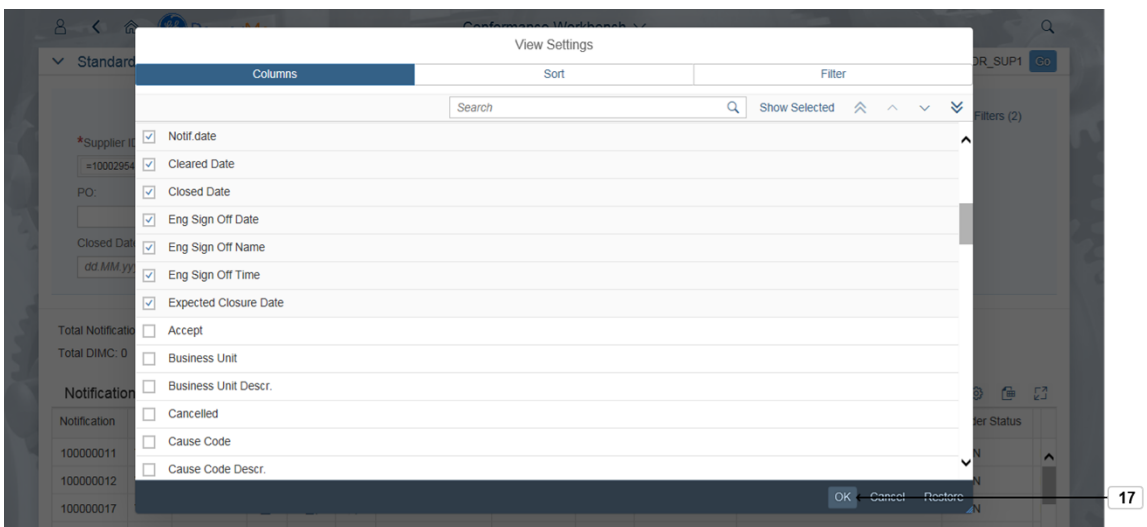 Conformance Workbench
View Settings
Standard
DR_SUP1 Go
Columns Sort Filter
Search Show Selected
Filters (2)
*Supplier ID
=10002954
PO:
Closed Date
dd.MM.yy
Notif.date
Cleared Date
Closed Date
Eng Sign Off Date
Eng Sign Off Name
Eng Sign Off Time
Expected Closure Date
Accept
Business Unit
Business Unit Descr.
Cancelled
Cause Code
Cause Code Descr.
Total Notificatio
Total DIMC: 0
Notification
Notification der Status
100000011 N
100000012 N
100000017 N
OK Cancel Restore
17